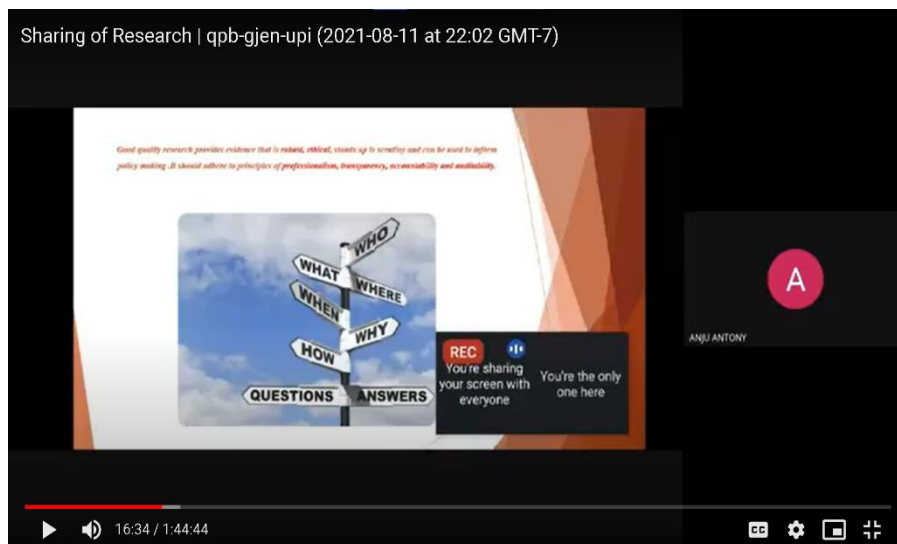 Sharing of Research | qpb-gjen-upi (2021-08-11 at 22:02 GMT-7)
Good quality research provides evidence that is robust, ethical, stands up to scrutiny and can be used to inform
policy making .It should adhere to principles of professionalism, transparency, accountability and auditability.
WHO
WHAT
WHERE
WHEN
WHY
HOW
QUESTIONS ANSWERS
REC
You're sharing
your screen with
everyone
You're the only
one here
A
ANJU ANTONY
16:34 / 1:44:44
CC